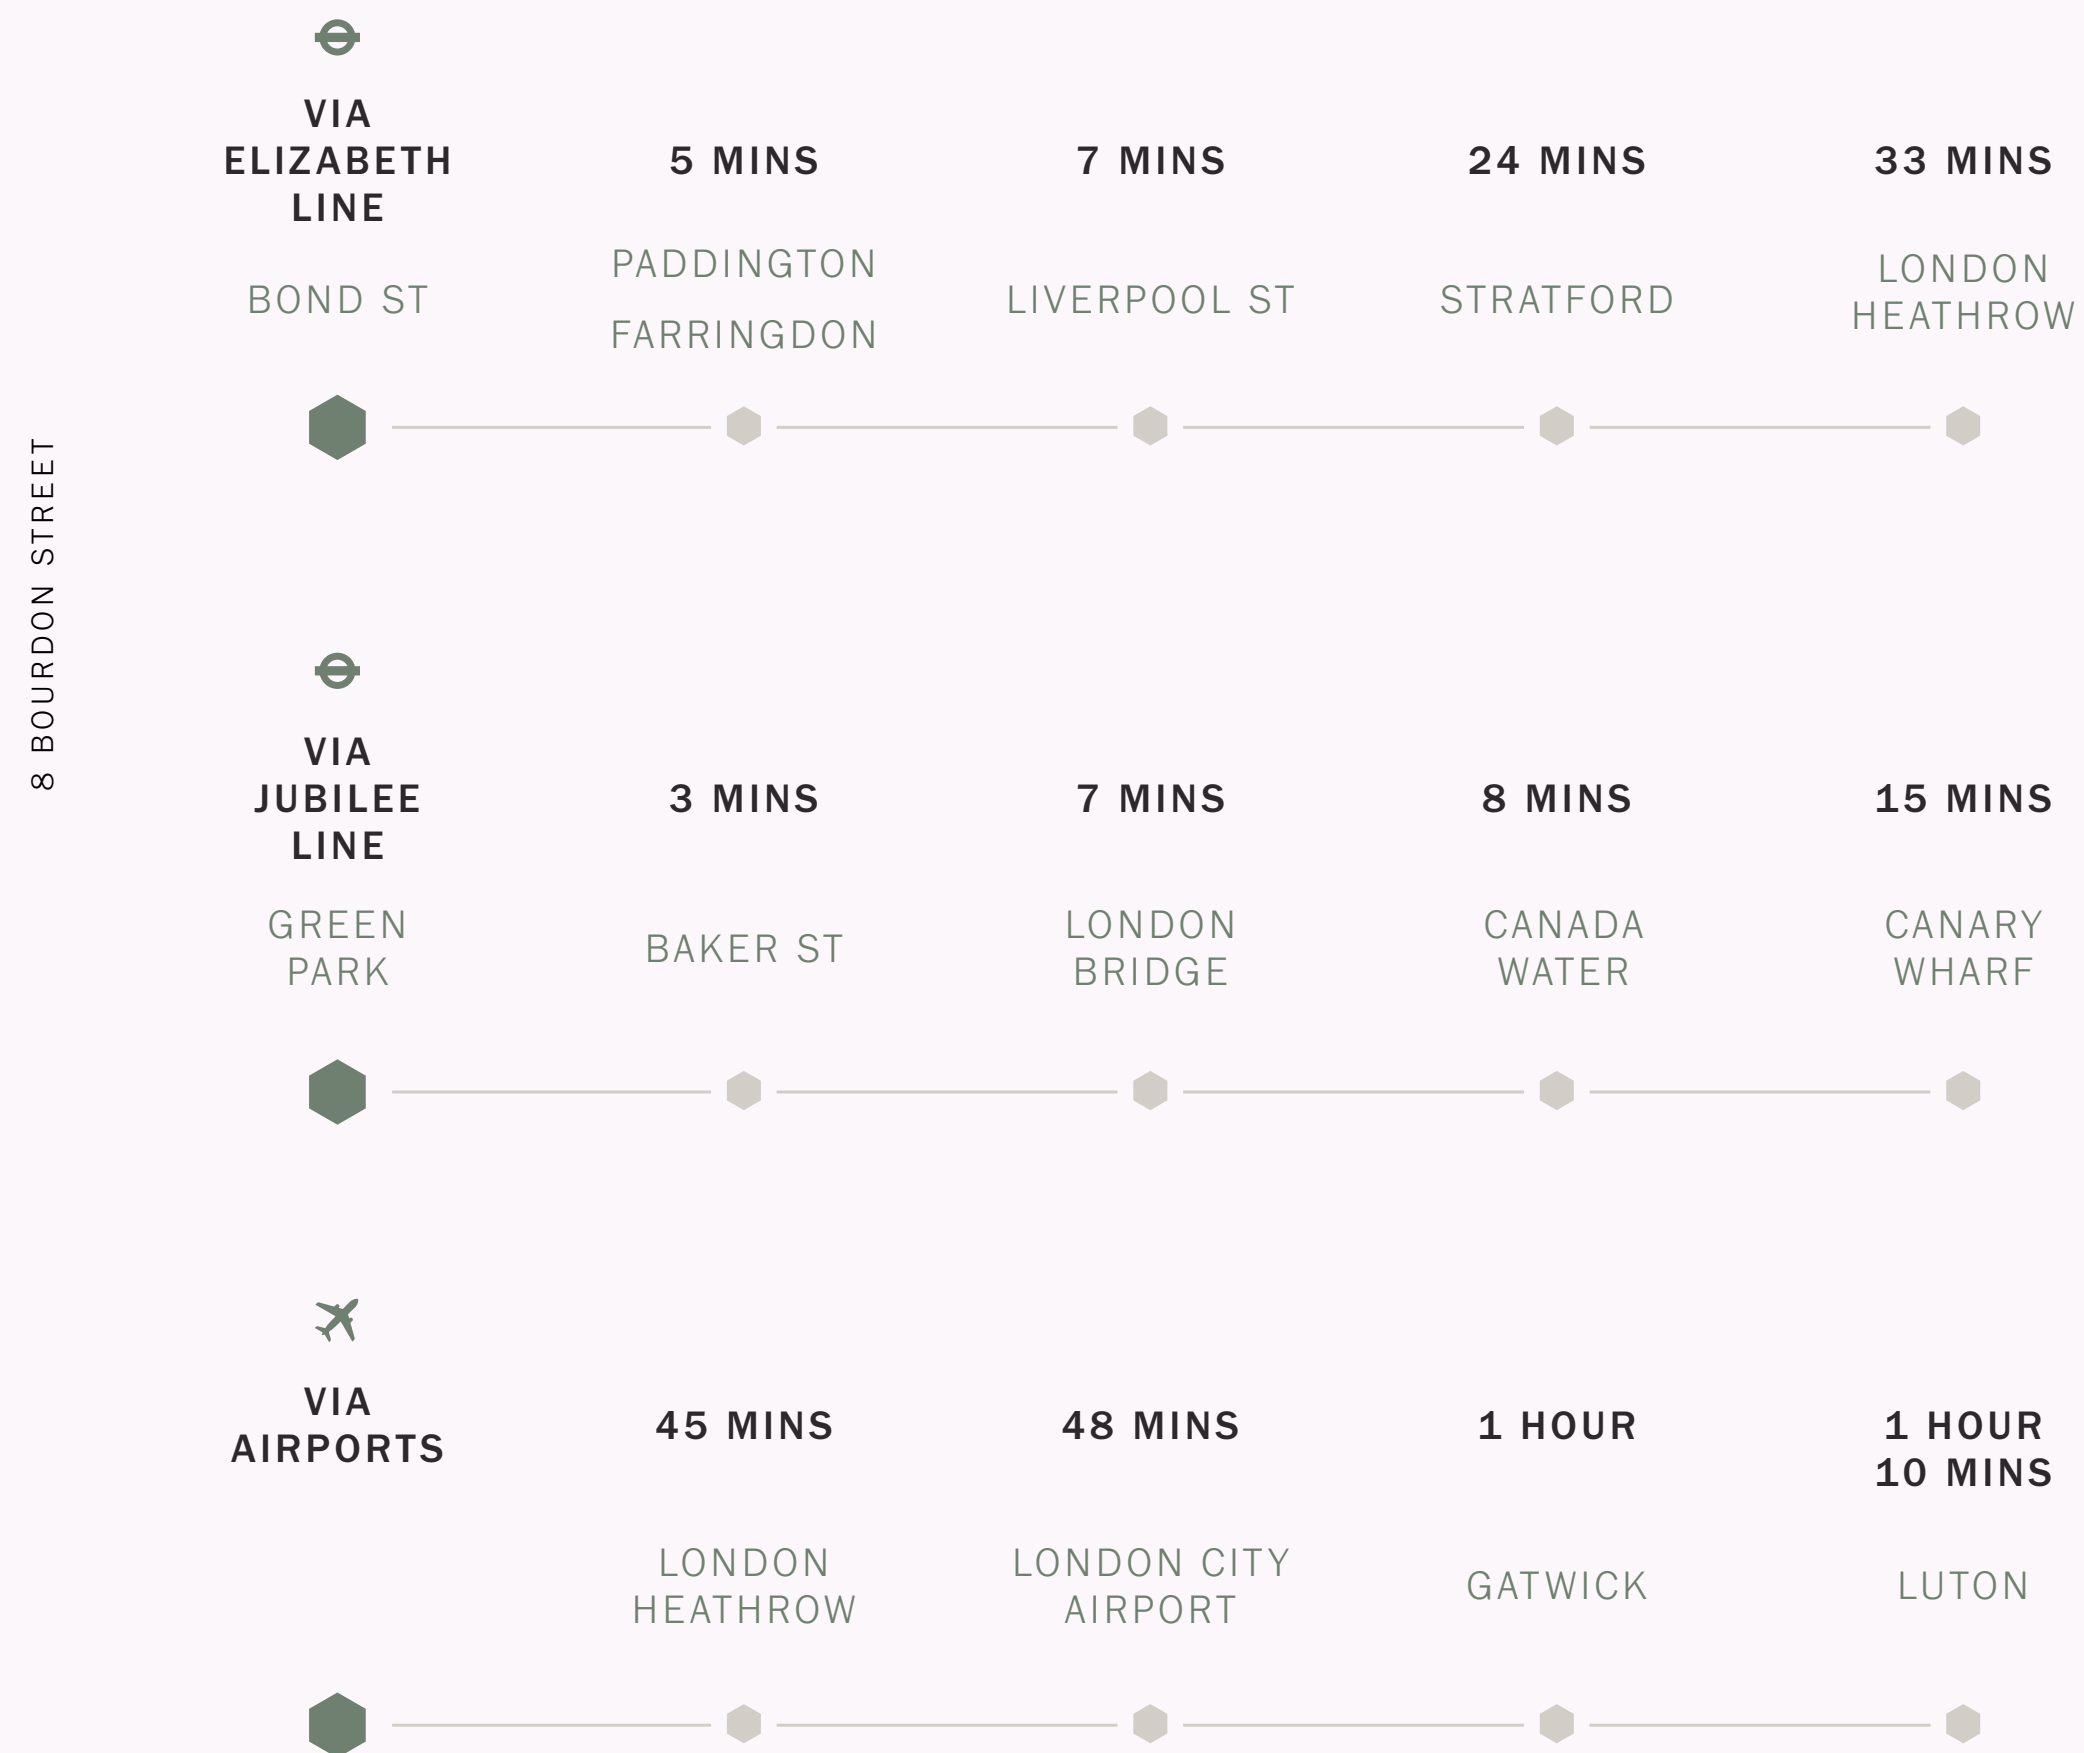 8 BOURDON STREET
VIA
ELIZABETH
LINE
BOND ST
5 MINS
PADDINGTON
FARRINGDON
7 MINS
LIVERPOOL ST
24 MINS
STRATFORD
33 MINS
LONDON
HEATHROW
VIA
JUBILEE
LINE
GREEN
PARK
3 MINS
BAKER ST
7 MINS
LONDON
BRIDGE
8 MINS
CANADA
WATER
15 MINS
CANARY
WHARF
VIA
AIRPORTS
45 MINS
LONDON
HEATHROW
48 MINS
LONDON CITY
AIRPORT
1 HOUR
GATWICK
1 HOUR
10 MINS
LUTON